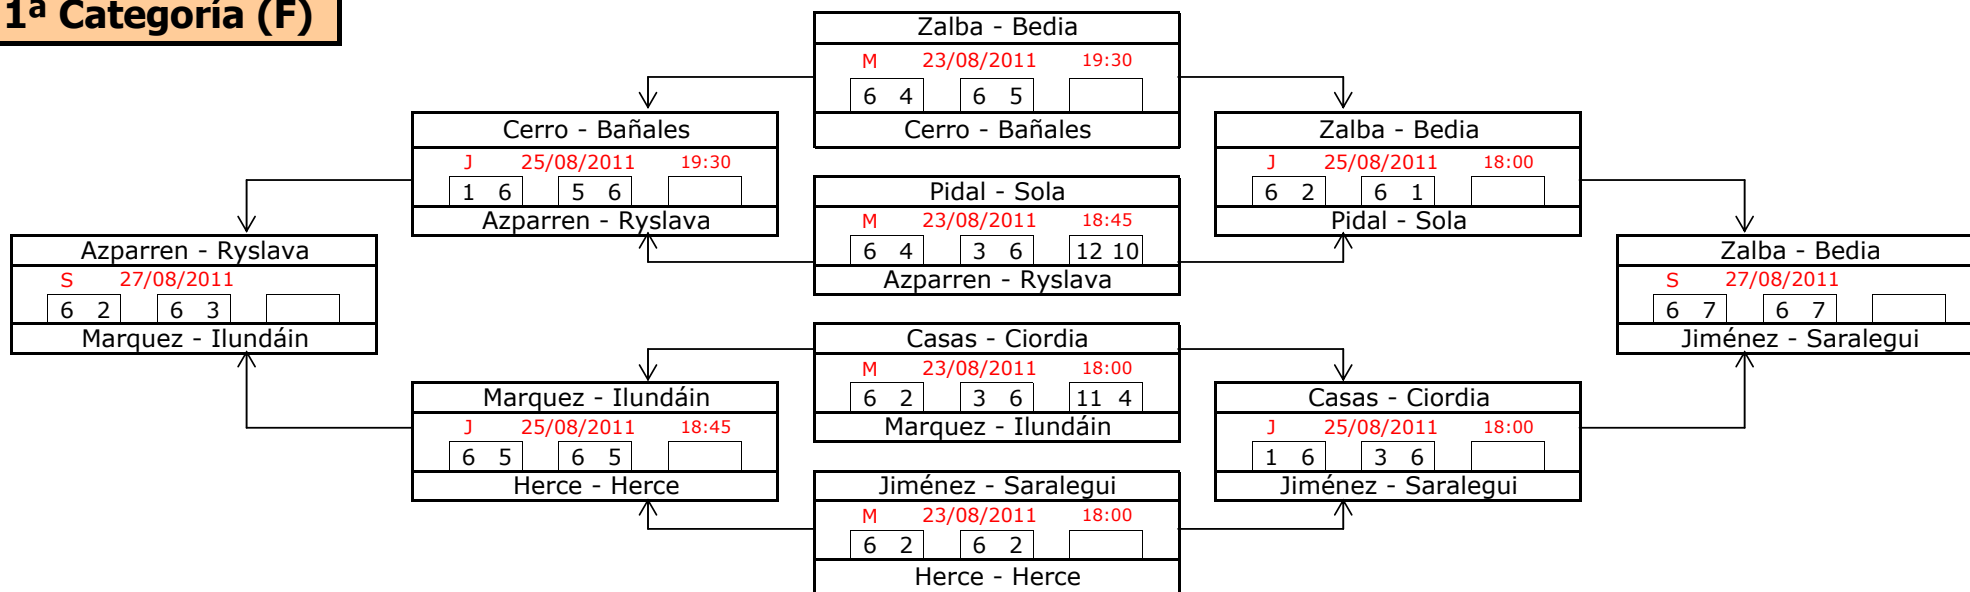 1ª Categoría (F)
Zalba - Bedia
M 23/08/2011 19:30
6 4 6 5
Cerro - Bañales
Cerro - Bañales
J 25/08/2011 19:30
1 6 5 6
Azparren - Ryslava
Zalba - Bedia
J 25/08/2011 18:00
6 2 6 1
Pidal - Sola
Pidal - Sola
M 23/08/2011 18:45
6 4 3 6 12 10
Azparren - Ryslava
Azparren - Ryslava
S 27/08/2011
6 2 6 3
Marquez - Ilundáin
Zalba - Bedia
S 27/08/2011
6 7 6 7
Jiménez - Saralegui
Casas - Ciordia
M 23/08/2011 18:00
6 2 3 6 11 4
Marquez - Ilundáin
Marquez - Ilundáin
J 25/08/2011 18:45
6 5 6 5
Herce - Herce
Casas - Ciordia
J 25/08/2011 18:00
1 6 3 6
Jiménez - Saralegui
Jiménez - Saralegui
M 23/08/2011 18:00
6 2 6 2
Herce - Herce